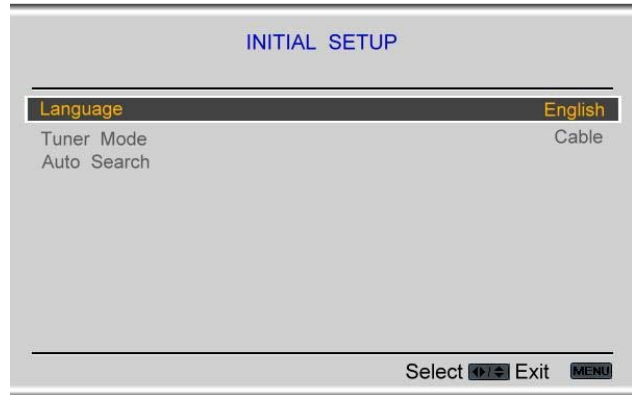 INITIAL SETUP
Language English
Tuner Mode Cable
Auto Search
Select Exit MENU